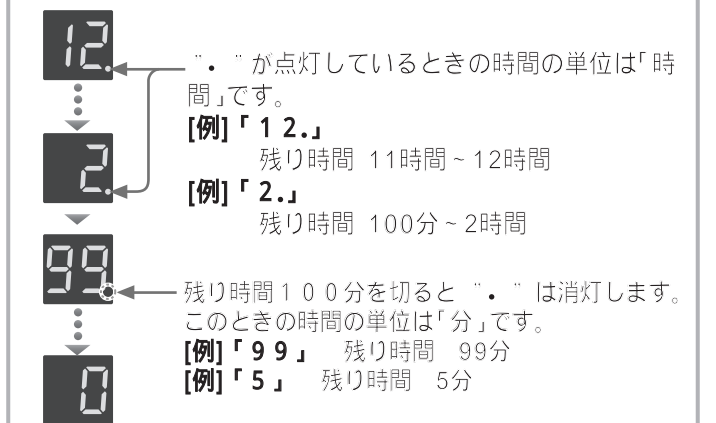 12.
"." が点灯しているときの時間の単位は「時
間」です。
[例]「12.」
残り時間 11時間~12時間
2.
[例]「2.」
残り時間 100分~2時間
99
残り時間100分を切ると "." は消灯します。
このときの時間の単位は「分」です。
[例]「99」 残り時間 99分
[例]「5」 残り時間 5分
0